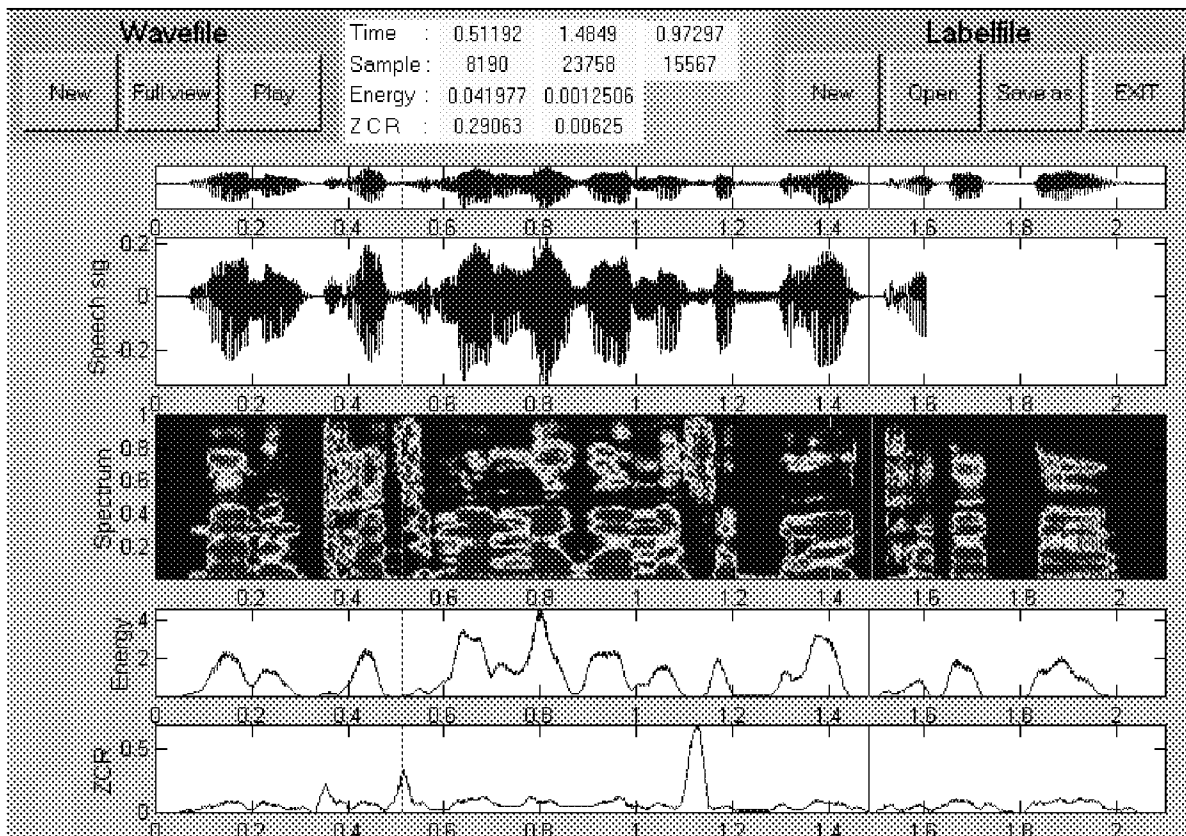 Wavefile
New Full view Play
Time : 0.51192 1.4849 0.97297
Sample : 8190 23758 15567
Energy : 0.041977 0.0012506
Z C R : 0.29063 0.00625
Labelfile
New Open Save as EXIT
0 0.2 0.4 0.6 0.8 1 1.2 1.4 1.6 1.8 2
Speech sig
0.2
0
0.2
0.2 0.4 0.6 0.8 1 1.2 1.4 1.6 1.8 2
Spectrum
1
0.8
0.6
0.4
0.2
0.2 0.4 0.6 0.8 1 1.2 1.4 1.6 1.8 2
Energy
4
2
0 0.2 0.4 0.6 0.8 1 1.2 1.4 1.6 1.8 2
ZCR
0.5
0
0 0.2 0.4 0.6 0.8 1 1.2 1.4 1.6 1.8 2